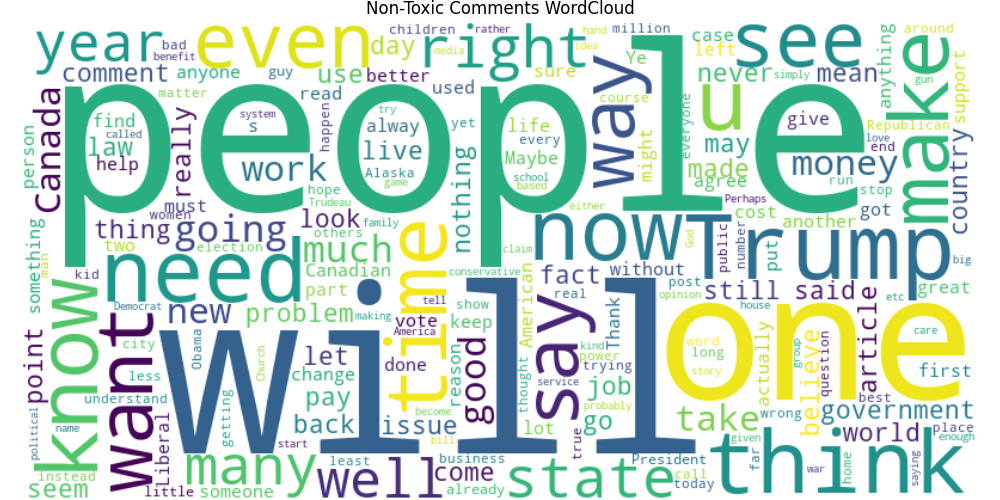 Non-Toxic Comments WordCloud
year even day children rather hand million case around
bad benefit right media idea left see
comment anyone guy use better sure Ye never mean anything
matter read used course u gun support
canada people way make
find called law help system s happen try alway live yet life every Maybe might everyone give Republican
person really work Alaska game school based may money love end country
made agree run stop
must women hope Trudeau nothing either Perhaps cost another got
thing going look others family now God public number put Trump big
two election much claim
something man kid need Canadian conservative fact without
part time American real post still said great
Democrat new problem making tell show opinion house etc
point know want city Obama Church let vote America keep good say Thank word long actually group believe question article care
less change done reason thought kind power trying story first
understand will one
pay service job best government
political name Liberal getting back issue become lot true probably go take given wrong world place enough
start bill
instead many least business President call far war home saying think
seem little someone well come already state today